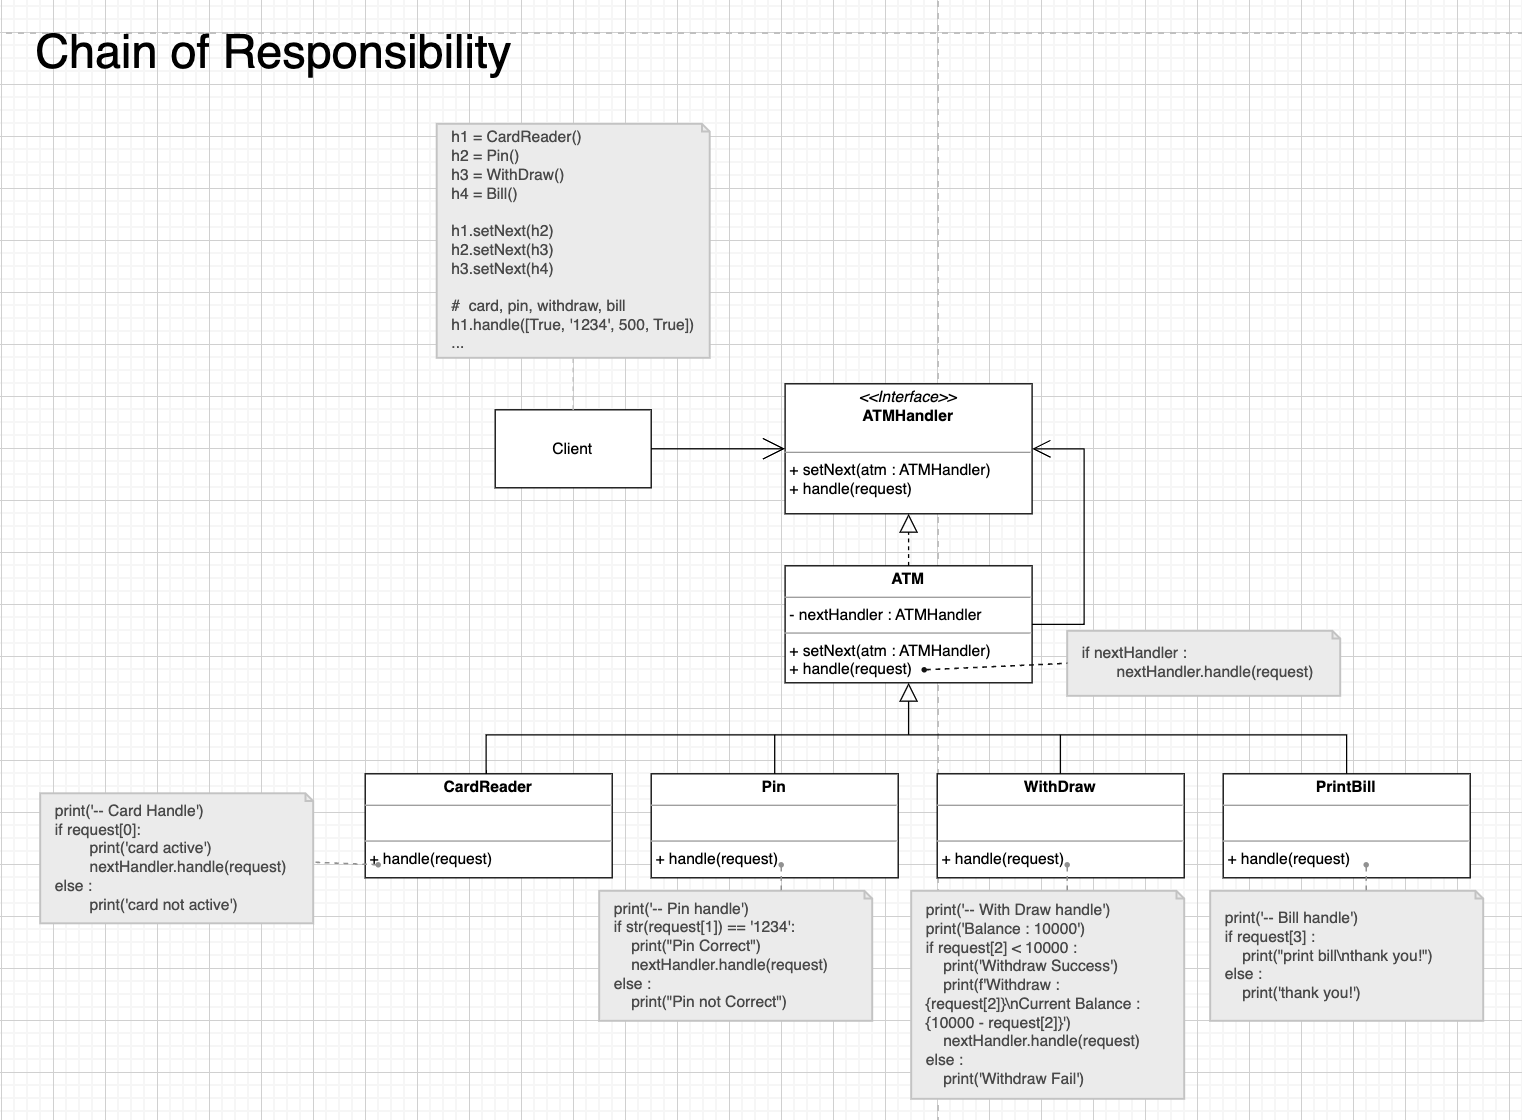 Chain of Responsibility
h1 = CardReader()
h2 = Pin()
h3 = WithDraw()
h4 = Bill()
h1.setNext(h2)
h2.setNext(h3)
h3.setNext(h4)
#  card, pin, withdraw, bill
h1.handle([True, '1234', 500, True])
...
Client
<<Interface>>
ATMHandler
+ setNext(atm : ATMHandler)
+ handle(request)
ATM
- nextHandler : ATMHandler
+ setNext(atm : ATMHandler)
+ handle(request)
if nextHandler :
nextHandler.handle(request)
CardReader
+ handle(request)
Pin
+ handle(request)
WithDraw
+ handle(request)
PrintBill
+ handle(request)
print('-- Card Handle')
if request[0]:
print('card active')
nextHandler.handle(request)
else :
print('card not active')
print('-- Pin handle')
if str(request[1]) == '1234':
print("Pin Correct")
nextHandler.handle(request)
else :
print("Pin not Correct")
print('-- With Draw handle')
print('Balance : 10000')
if request[2] < 10000 :
print('Withdraw Success')
print(f'Withdraw :
{request[2]}\nCurrent Balance :
{10000 - request[2]}')
nextHandler.handle(request)
else :
print('Withdraw Fail')
print('-- Bill handle')
if request[3] :
print("print bill\nthank you!")
else :
print('thank you!')